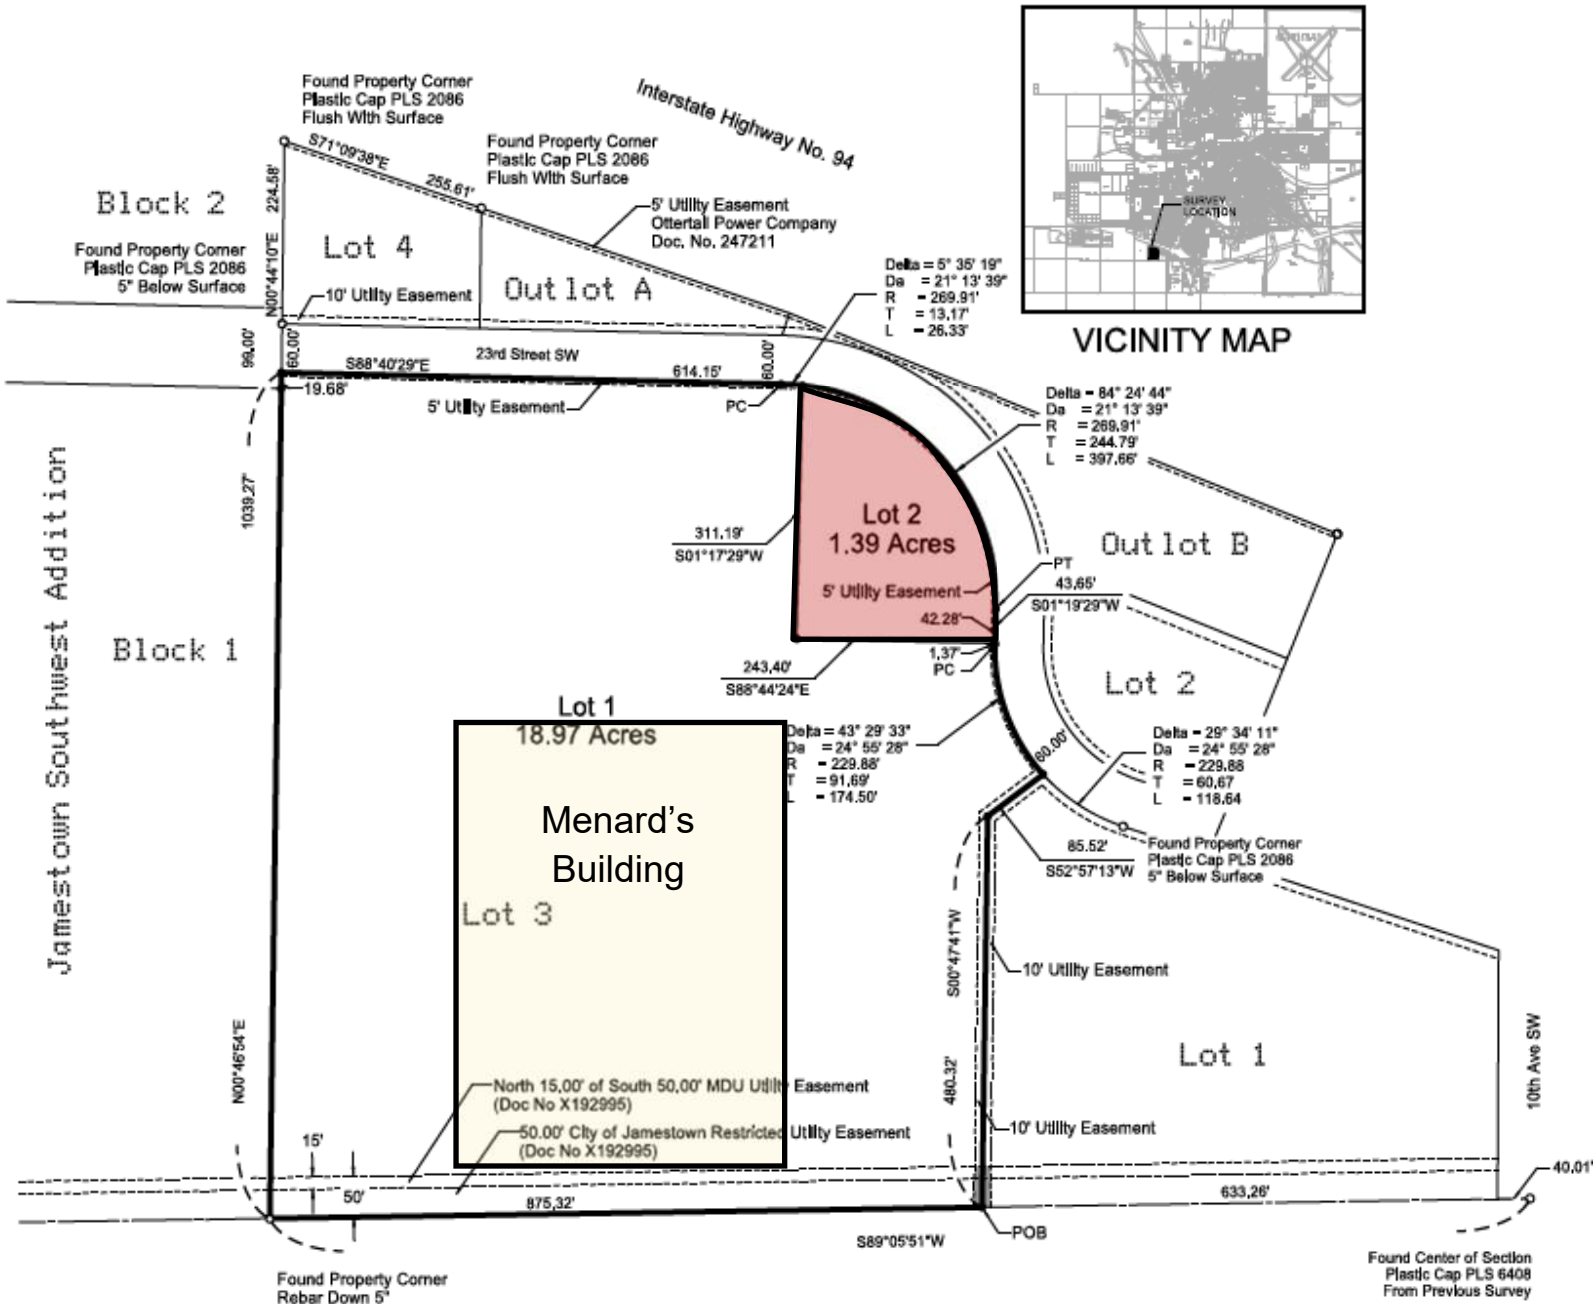 Found Property Corner
Plastic Cap PLS 2086
Flush With Surface
Interstate Highway No. 94
Found Property Corner
Plastic Cap PLS 2086
Flush With Surface
S71°09'38"E
255.61'
224.58'
N00°44'10"E
Block 2
Found Property Corner
Plastic Cap PLS 2086
5" Below Surface
Lot 4
5' Utility Easement
Ottertail Power Company
Doc. No. 247211
10' Utility Easement
Outlot A
SURVEY
LOCATION
VICINITY MAP
Delta = 5° 35' 19"
Da = 21° 13' 39"
R = 269.91'
T = 13.17'
L = 26.33'
99.00'
60.00'
23rd Street SW
S88°40'29"E
614.15'
60.00'
19.68'
5' Utility Easement
PC
Delta = 84° 24' 44"
Da = 21° 13' 39"
R = 269.91'
T = 244.79'
L = 397.66'
Jamestown Southwest Addition
1039.27'
Lot 2
1.39 Acres
311.19'
S01°17'29"W
5' Utility Easement
42.28'
PT
43.65'
S01°19'29"W
Outlot B
Block 1
1.37'
PC
243.40'
S88°44'24"E
Lot 2
Lot 1
18.97 Acres
Delta = 43° 29' 33"
Da = 24° 55' 28"
R = 229.88'
T = 91.69'
L = 174.50'
60.00'
Delta = 29° 34' 11"
Da = 24° 55' 28"
R = 229.88
T = 60.67
L = 118.64
Menard's
Building
Lot 3
85.52'
S52°57'13"W
Found Property Corner
Plastic Cap PLS 2086
5" Below Surface
S00°47'41"W
10' Utility Easement
Lot 1
10th Ave SW
N00°46'54"E
North 15.00' of South 50.00' MDU Utility Easement
(Doc No X192995)
480.32'
50.00' City of Jamestown Restricted Utility Easement
(Doc No X192995)
10' Utility Easement
15'
50'
875.32'
633.26'
40.01'
S89°05'51"W
POB
Found Property Corner
Rebar Down 5"
Found Center of Section
Plastic Cap PLS 6408
From Previous Survey